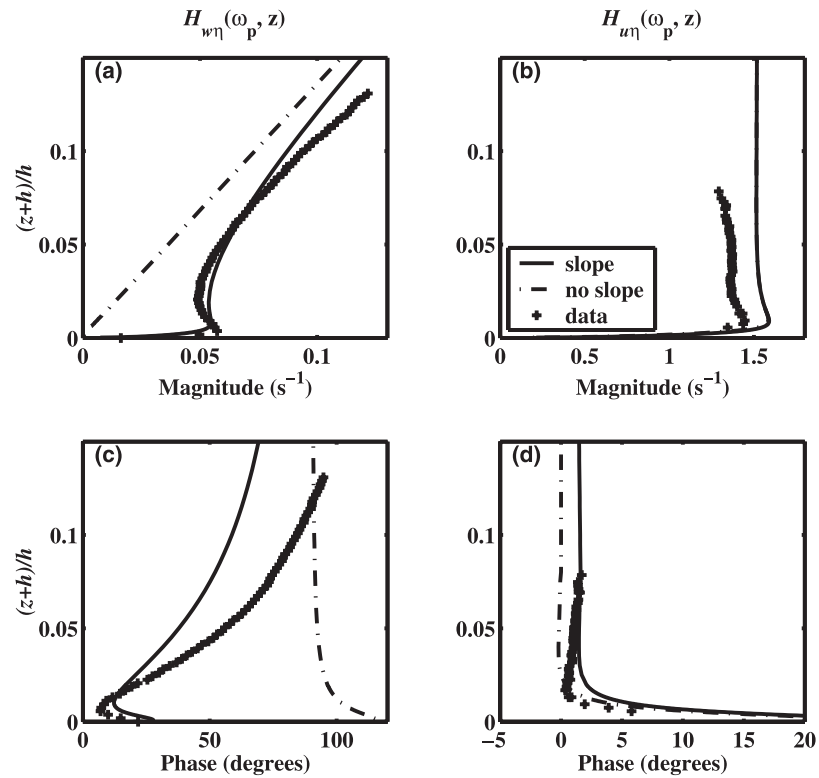 H_wη(ω_p, z)
H_uη(ω_p, z)
(a)
(z+h)/h
0.1
0.05
0
0 0.05 0.1
Magnitude (s⁻¹)
(b)
0.1
0.05
0
slope
no slope
data
0 0.5 1 1.5
Magnitude (s⁻¹)
(c)
(z+h)/h
0.1
0.05
0
0 50 100
Phase (degrees)
(d)
0.1
0.05
0
-5 0 5 10 15 20
Phase (degrees)